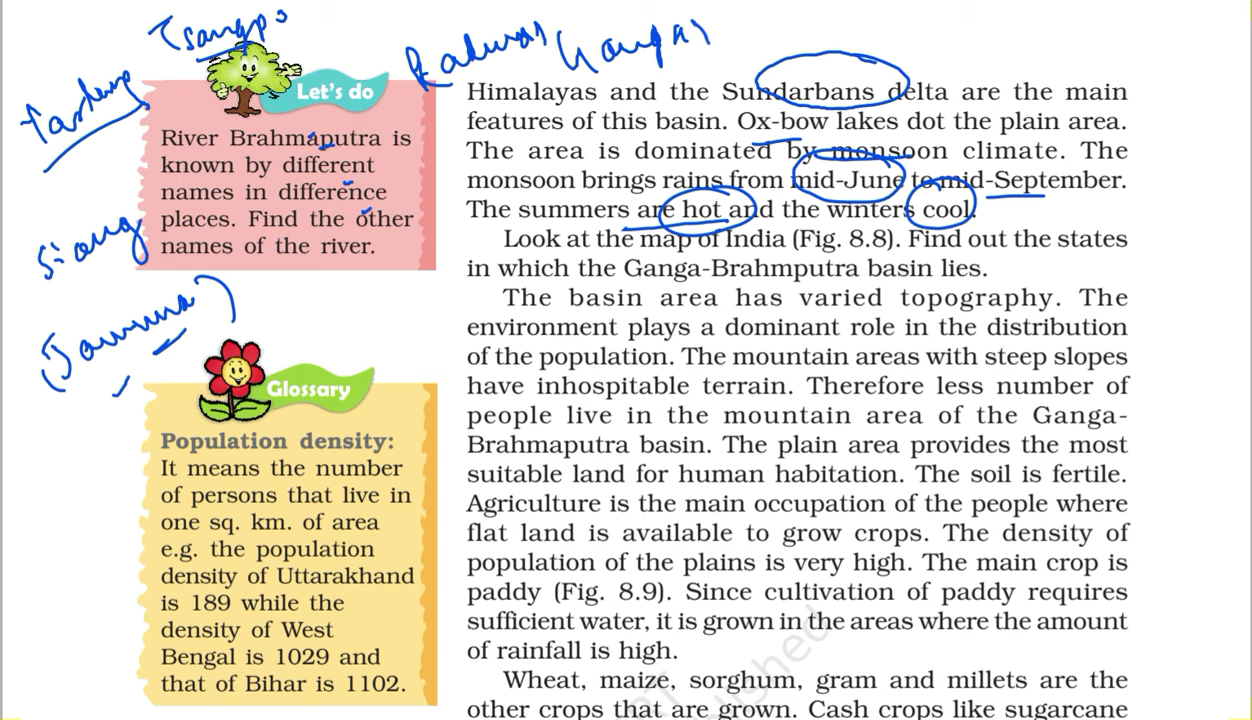 Tsangpo
Let's do
River Brahmaputra is
known by different
names in difference
places. Find the other
names of the river.
Siang
(Jamuna)
Glossary
Population density:
It means the number
of persons that live in
one sq. km. of area
e.g. the population
density of Uttarakhand
is 189 while the
density of West
Bengal is 1029 and
that of Bihar is 1102.
Himalayas and the Sundarbans delta are the main
features of this basin. Ox-bow lakes dot the plain area.
The area is dominated by monsoon climate. The
monsoon brings rains from mid-June to mid-September.
The summers are hot and the winters cool.
Look at the map of India (Fig. 8.8). Find out the states
in which the Ganga-Brahmputra basin lies.
The basin area has varied topography. The
environment plays a dominant role in the distribution
of the population. The mountain areas with steep slopes
have inhospitable terrain. Therefore less number of
people live in the mountain area of the Ganga-
Brahmaputra basin. The plain area provides the most
suitable land for human habitation. The soil is fertile.
Agriculture is the main occupation of the people where
flat land is available to grow crops. The density of
population of the plains is very high. The main crop is
paddy (Fig. 8.9). Since cultivation of paddy requires
sufficient water, it is grown in the areas where the amount
of rainfall is high.
Wheat, maize, sorghum, gram and millets are the
other crops that are grown. Cash crops like sugarcane